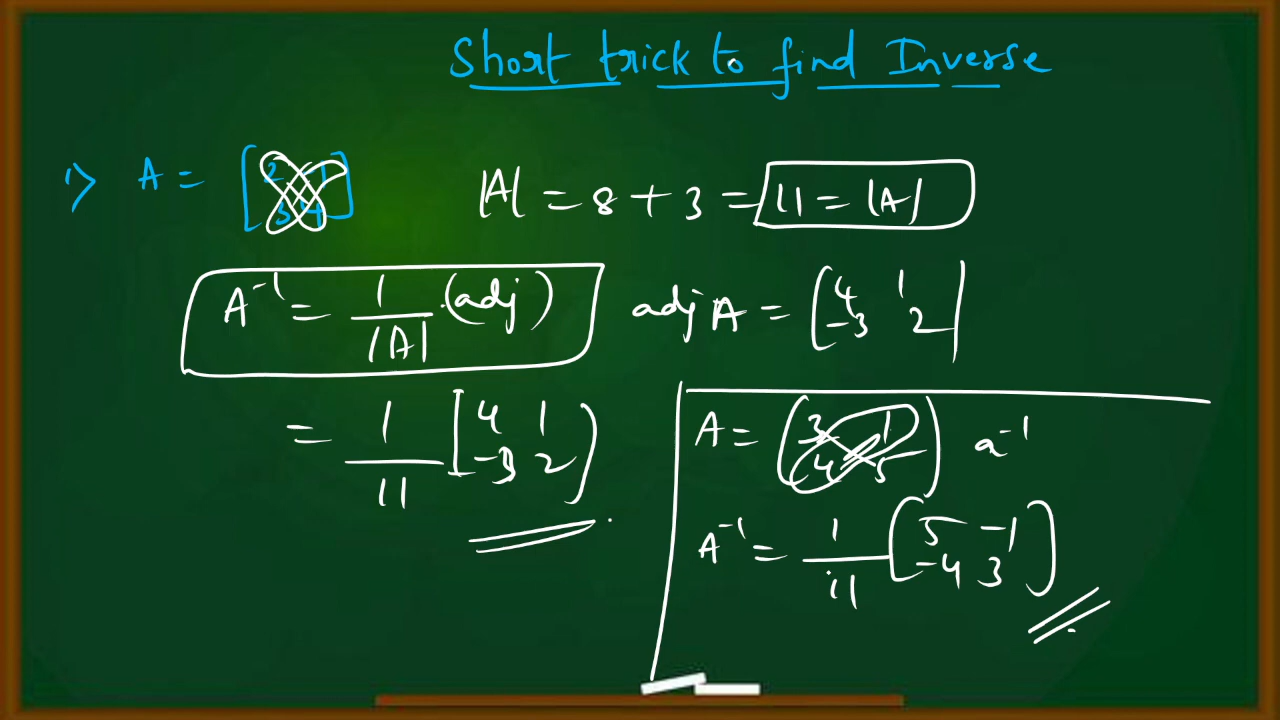 Short trick to find Inverse
1> A = [2 -1
3 4]
|A| = 8 + 3 = 11 = |A|
A⁻¹ = 1/|A| · (adj)
adj A = [4 1
-3 2]
= 1/11 [4 1
-3 2]
A = (3 1
4 5) a⁻¹
A⁻¹ = 1/11 [5 -1
-4 3]